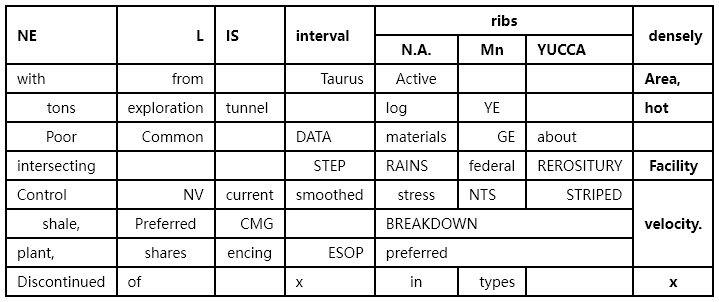 NE L IS interval ribs densely
N.A. Mn YUCCA
with from Taurus Active Area,
tons exploration tunnel log YE hot
Poor Common DATA materials GE about
intersecting STEP RAINS federal REROSITURY Facility
Control NV current smoothed stress NTS STRIPED velocity.
shale, Preferred CMG BREAKDOWN
plant, shares encing ESOP preferred
Discontinued of x in types x